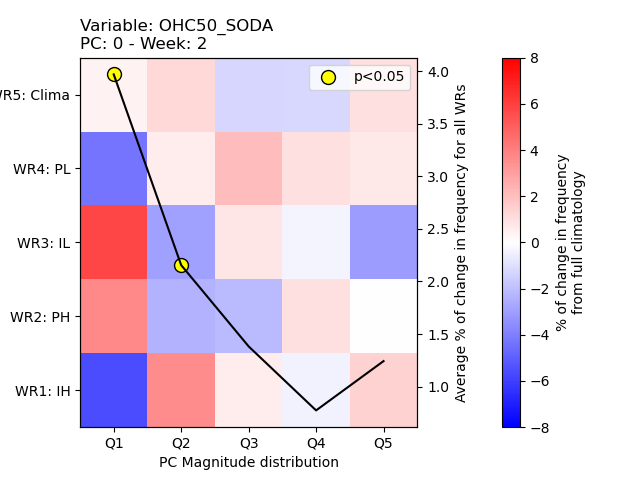 Variable: OHC50_SODA
PC: 0 - Week: 2
p<0.05
WR5: Clima
WR4: PL
WR3: IL
WR2: PH
WR1: IH
Q1 Q2 Q3 Q4 Q5
PC Magnitude distribution
4.0
3.5
3.0
2.5
2.0
1.5
1.0
Average % of change in frequency for all WRs
8
6
4
2
0
−2
−4
−6
−8
% of change in frequency
from full climatology